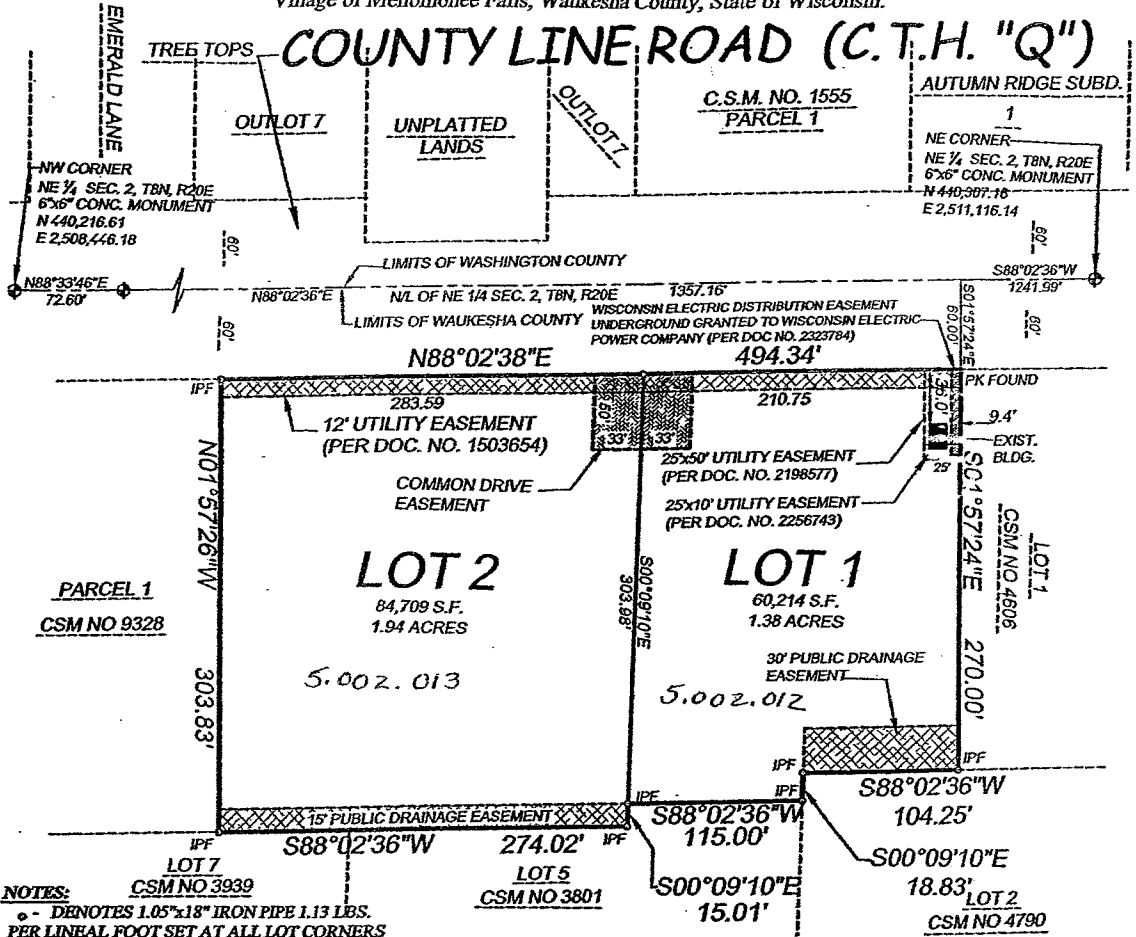 Village of Menomonee Falls, Waukesha County, State of Wisconsin.
COUNTY LINE ROAD (C.T.H. "Q")
EMERALD LANE
TREE TOPS
OUTLOT 7
UNPLATTED
LANDS
OUTLOT 7
C.S.M. NO. 1555
PARCEL 1
AUTUMN RIDGE SUBD.
1
NW CORNER
NE ¼ SEC. 2, T8N, R20E
6"x6" CONC. MONUMENT
N 440,216.61
E 2,508,446.18
NE CORNER
NE ¼ SEC. 2, T8N, R20E
6"x6" CONC. MONUMENT
N 440,307.16
E 2,511,116.14
60'
60'
LIMITS OF WASHINGTON COUNTY
N88°33'46"E
72.60'
N88°02'36"E
N/L OF NE 1/4 SEC. 2, T8N, R20E
1357.16'
S88°02'36"W
1241.99'
LIMITS OF WAUKESHA COUNTY
WISCONSIN ELECTRIC DISTRIBUTION EASEMENT
UNDERGROUND GRANTED TO WISCONSIN ELECTRIC
POWER COMPANY (PER DOC NO. 2323784)
S01°57'24"E
60.00'
60'
60'
N88°02'38"E
494.34'
IPF
PK FOUND
283.59
210.75
12' UTILITY EASEMENT
(PER DOC. NO. 1503654)
50'
33'
33'
36.0'
9.4'
EXIST.
BLDG.
25'
COMMON DRIVE
EASEMENT
25'x50' UTILITY EASEMENT
(PER DOC. NO. 2198577)
25'x10' UTILITY EASEMENT
(PER DOC. NO. 2256743)
N01°57'26"W
303.83'
S01°57'24"E
270.00'
LOT 1
CSM NO 4606
PARCEL 1
CSM NO 9328
LOT 2
84,709 S.F.
1.94 ACRES
5.002.013
S00°09'10"E
303.98'
LOT 1
60,214 S.F.
1.38 ACRES
5.002.012
30' PUBLIC DRAINAGE
EASEMENT
IPF
IPF
IPF
S88°02'36"W
104.25'
IPF
S88°02'36"W
115.00'
15' PUBLIC DRAINAGE EASEMENT
IPF
S88°02'36"W
274.02'
IPF
S00°09'10"E
18.83'
S00°09'10"E
15.01'
LOT 7
CSM NO 3939
LOT 5
CSM NO 3801
LOT 2
CSM NO 4790
NOTES:
o - DENOTES 1.05"x18" IRON PIPE 1.13 LBS.
PER LINEAL FOOT SET AT ALL LOT CORNERS